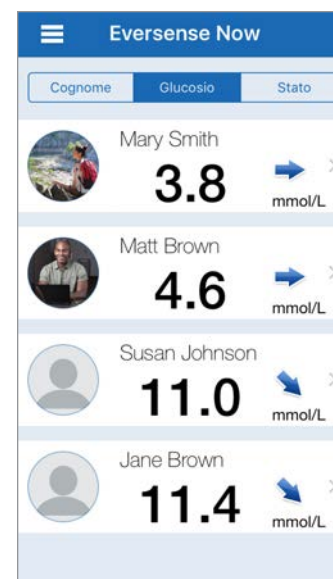 Eversense Now
Cognome Glucosio Stato
Mary Smith
3.8 mmol/L
Matt Brown
4.6 mmol/L
Susan Johnson
11.0 mmol/L
Jane Brown
11.4 mmol/L